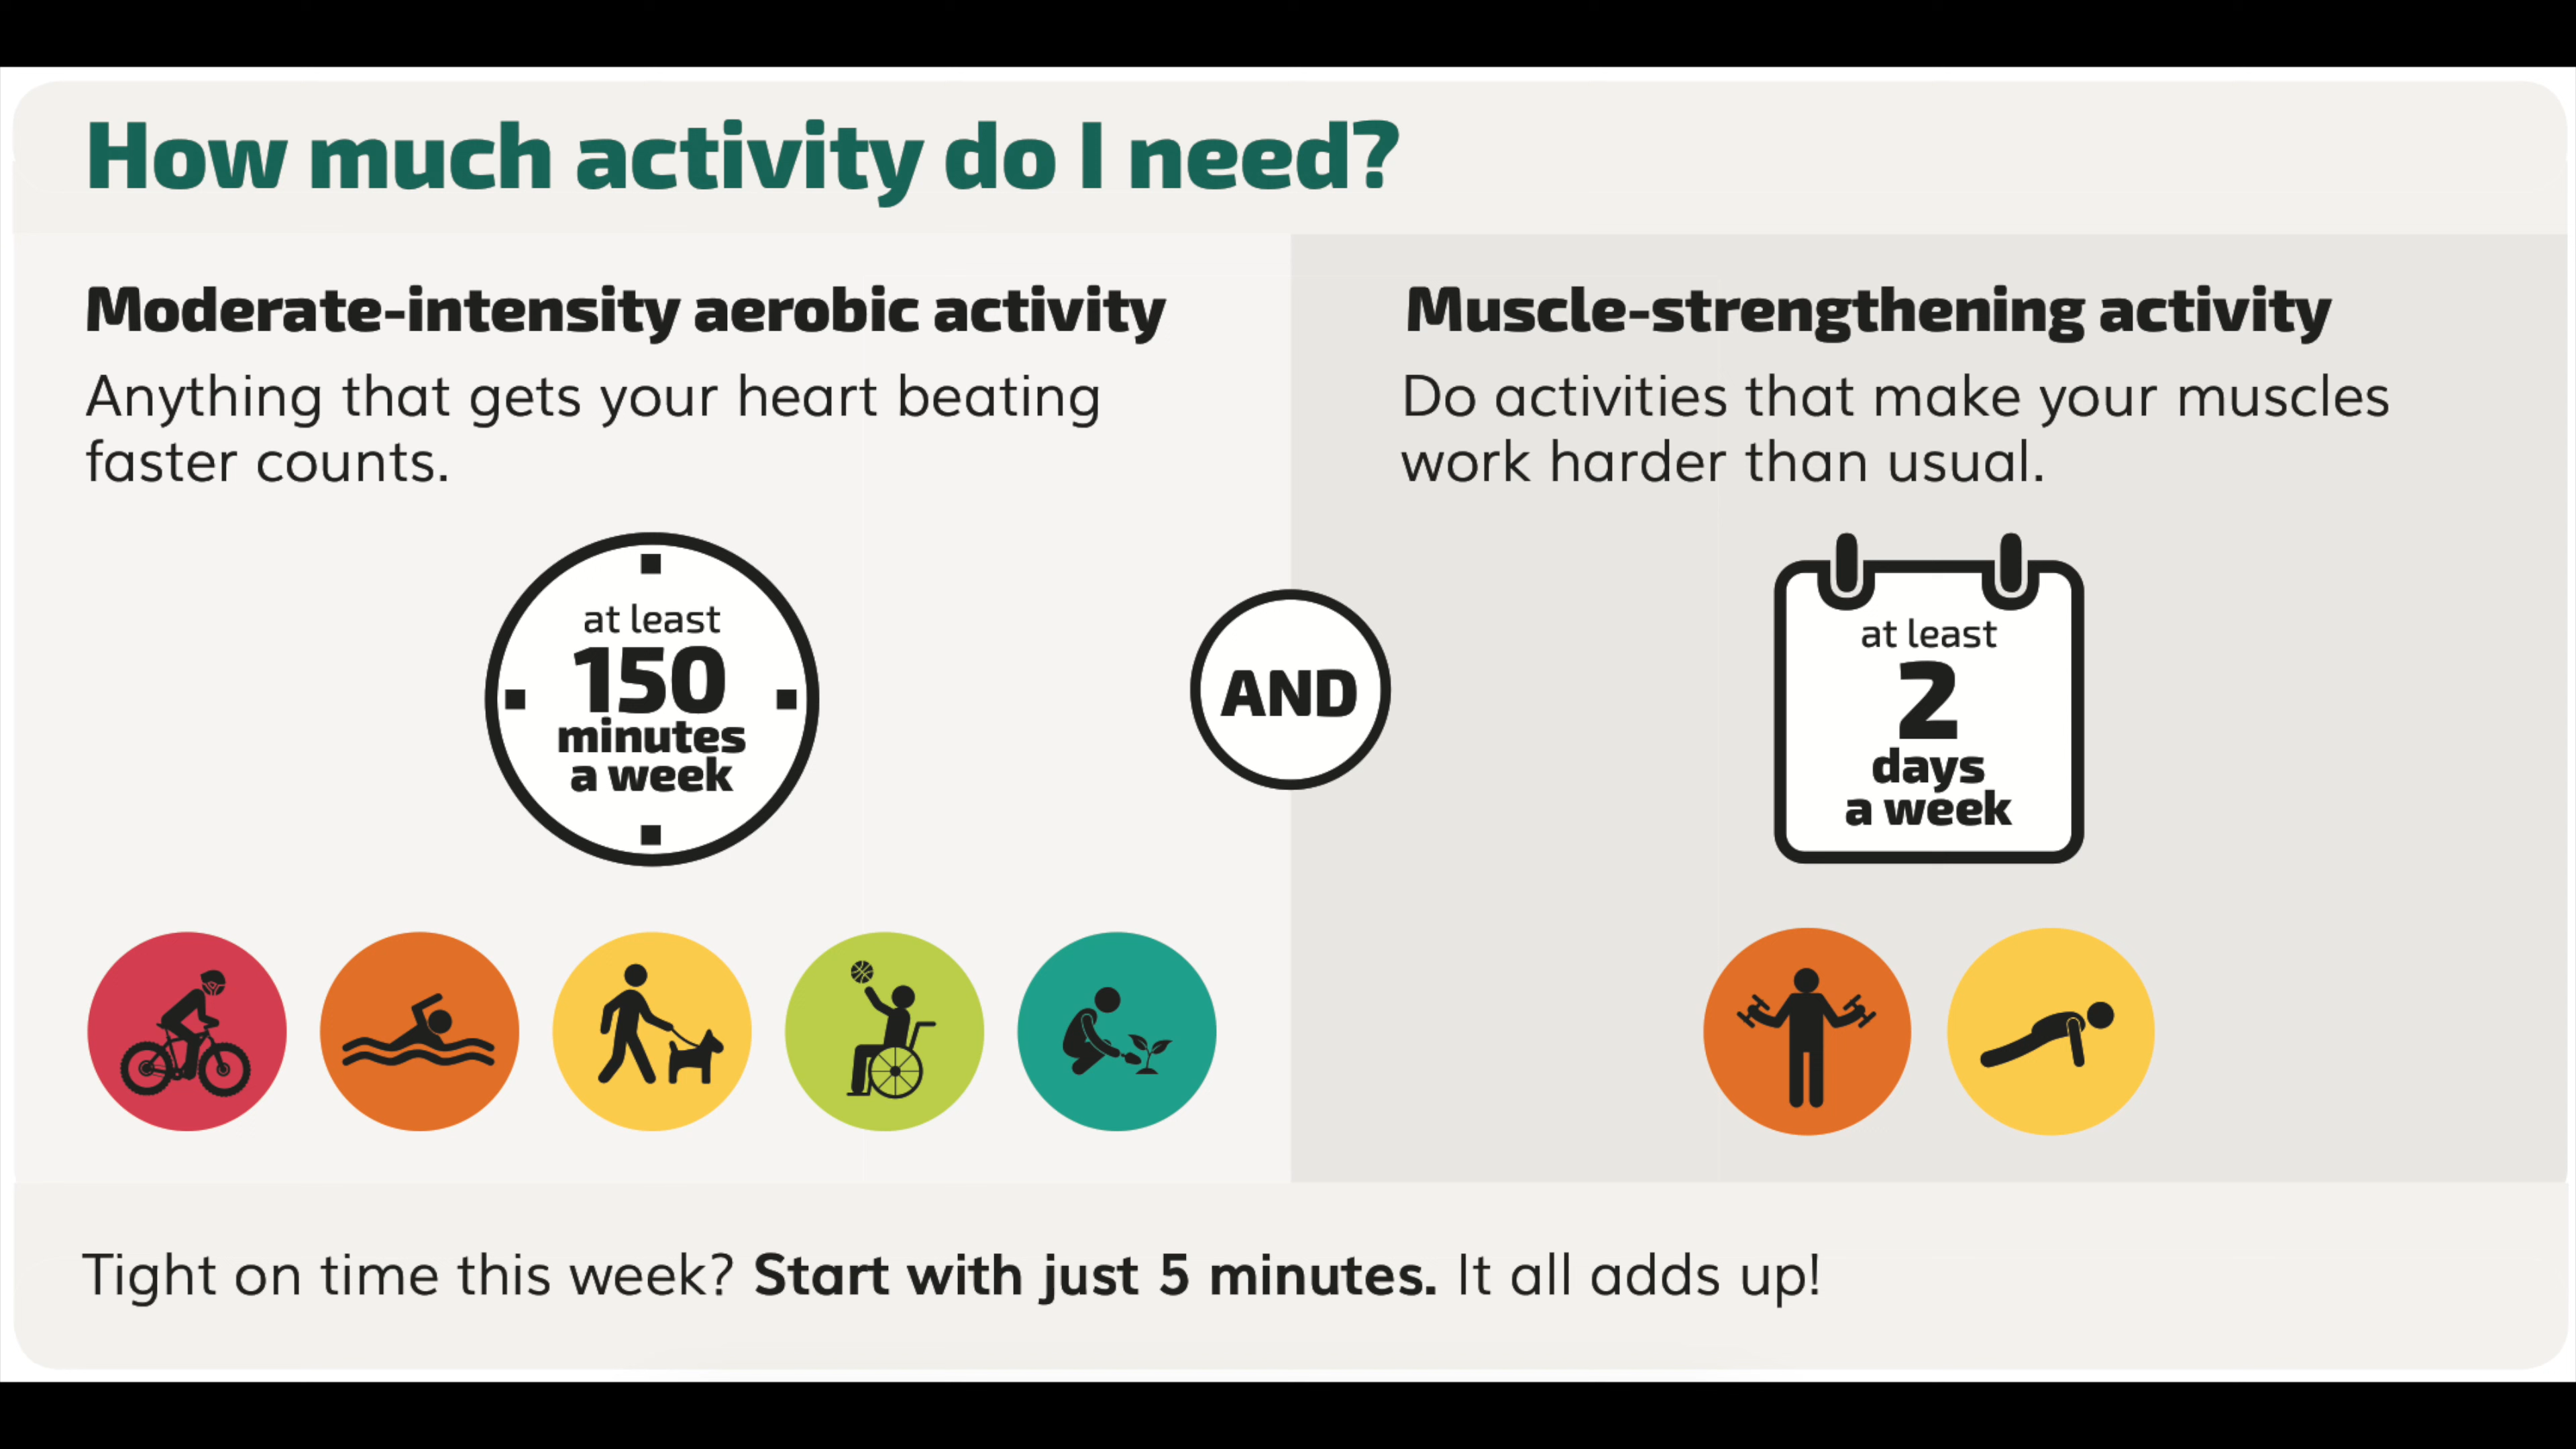 How much activity do I need?
Moderate-intensity aerobic activity
Anything that gets your heart beating
faster counts.
at least
150
minutes
a week
AND
Muscle-strengthening activity
Do activities that make your muscles
work harder than usual.
at least
2
days
a week
Tight on time this week? Start with just 5 minutes. It all adds up!